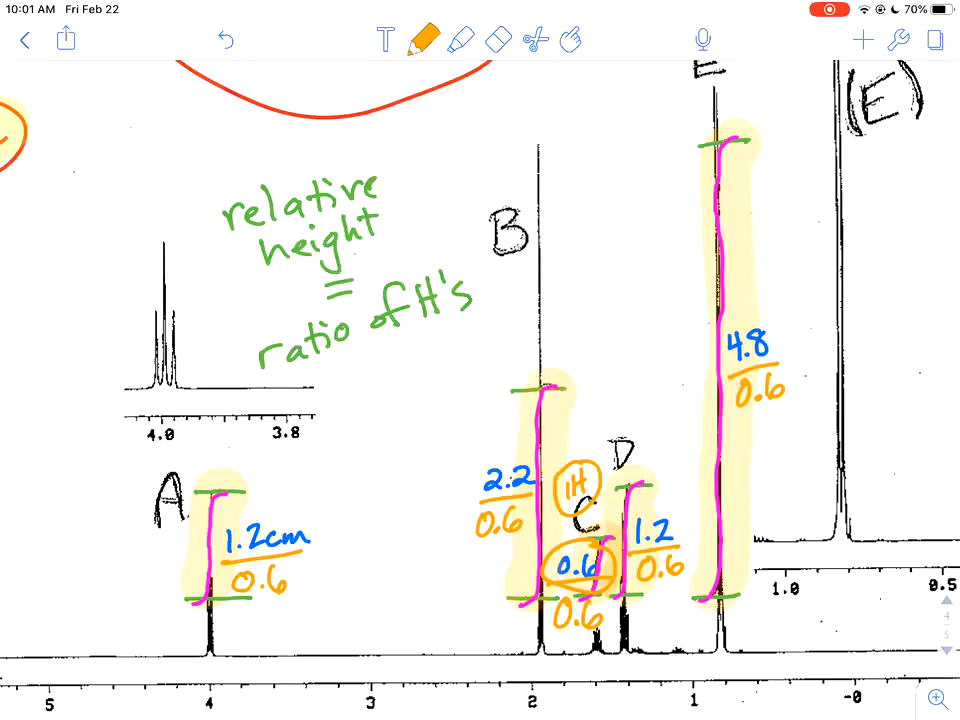 10:01 AM Fri Feb 22
70%
T
E
(E)
relative
height
=
ratio of H's
B
4.0
3.8
4.8
0.6
A
D
2.2
0.6
1H
C
1.2cm
0.6
0.6
0.6
1.2
0.6
1.0
0.5
4
5
5
4
3
2
1
-0